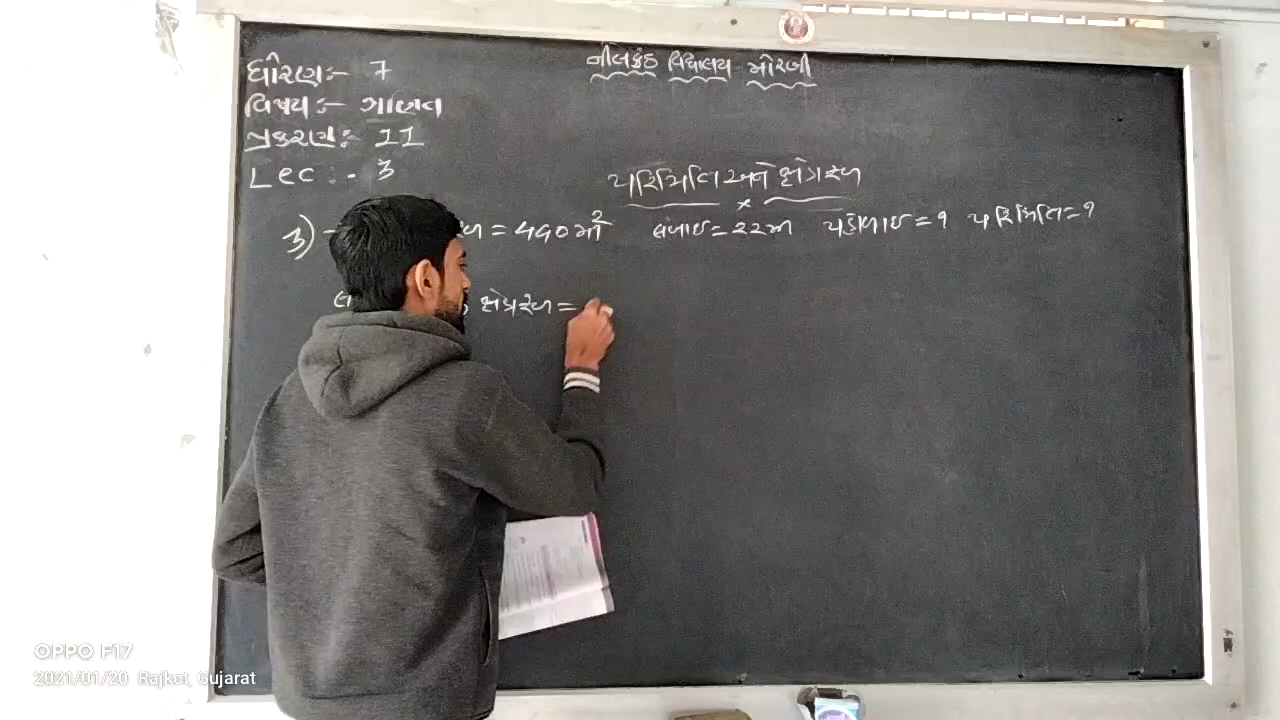 નીલકંઠ વિદ્યાલય મોરબી
ધોરણ:- 7
વિષય:- ગણિત
પ્રકરણ:- 11
Lec :- 3
પરિમિતિ અને ક્ષેત્રફળ
3) = 440 મી² લંબાઈ = 22મી પહોળાઈ = ? પરિમિતિ = ?
ક્ષેત્રફળ =
OPPO F17
2021/01/20 Rajkot, Gujarat